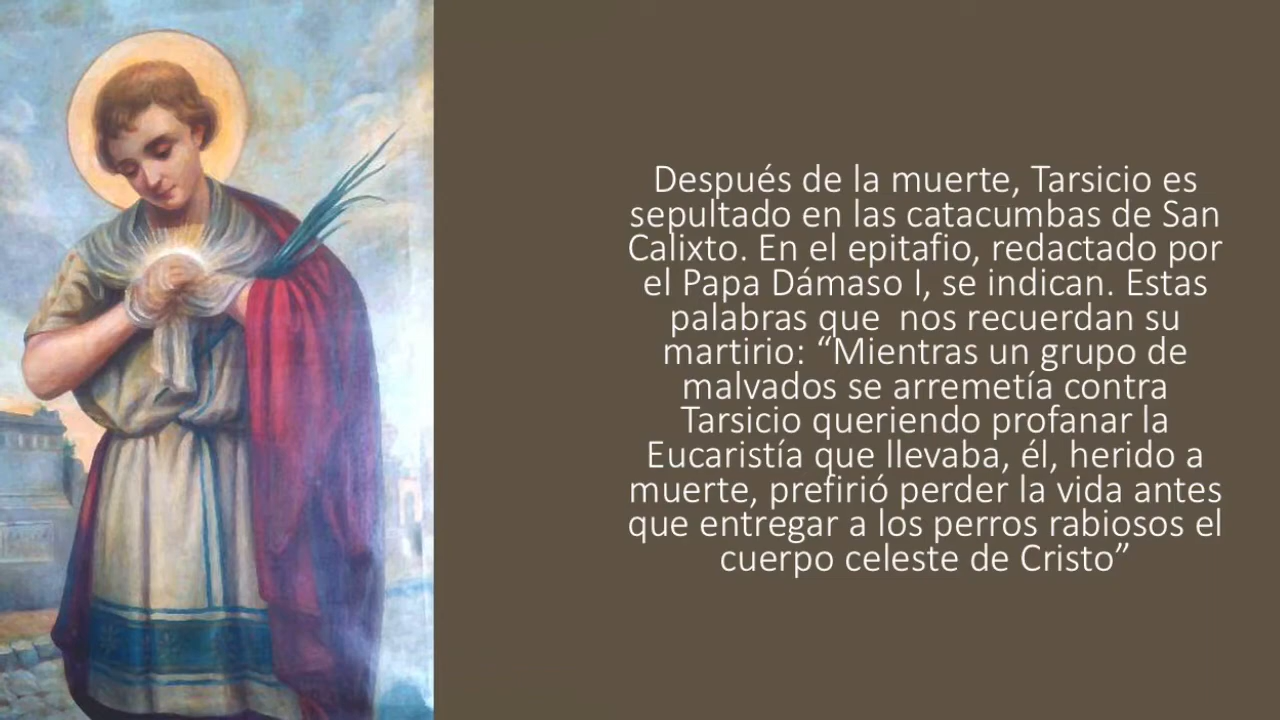 Después de la muerte, Tarsicio es
sepultado en las catacumbas de San
Calixto. En el epitafio, redactado por
el Papa Dámaso I, se indican. Estas
palabras que  nos recuerdan su
martirio: “Mientras un grupo de
malvados se arremetía contra
Tarsicio queriendo profanar la
Eucaristía que llevaba, él, herido a
muerte, prefirió perder la vida antes
que entregar a los perros rabiosos el
cuerpo celeste de Cristo”